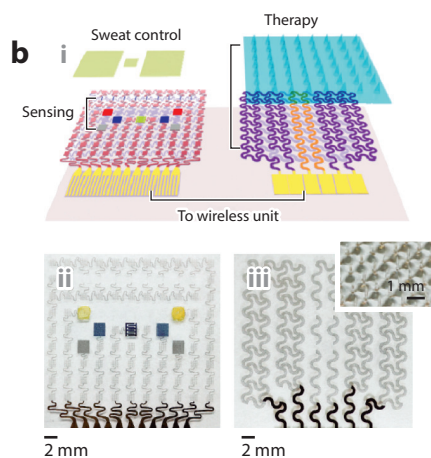 b
i
Sweat control
Therapy
Sensing
To wireless unit
ii
iii
1 mm
2 mm
2 mm